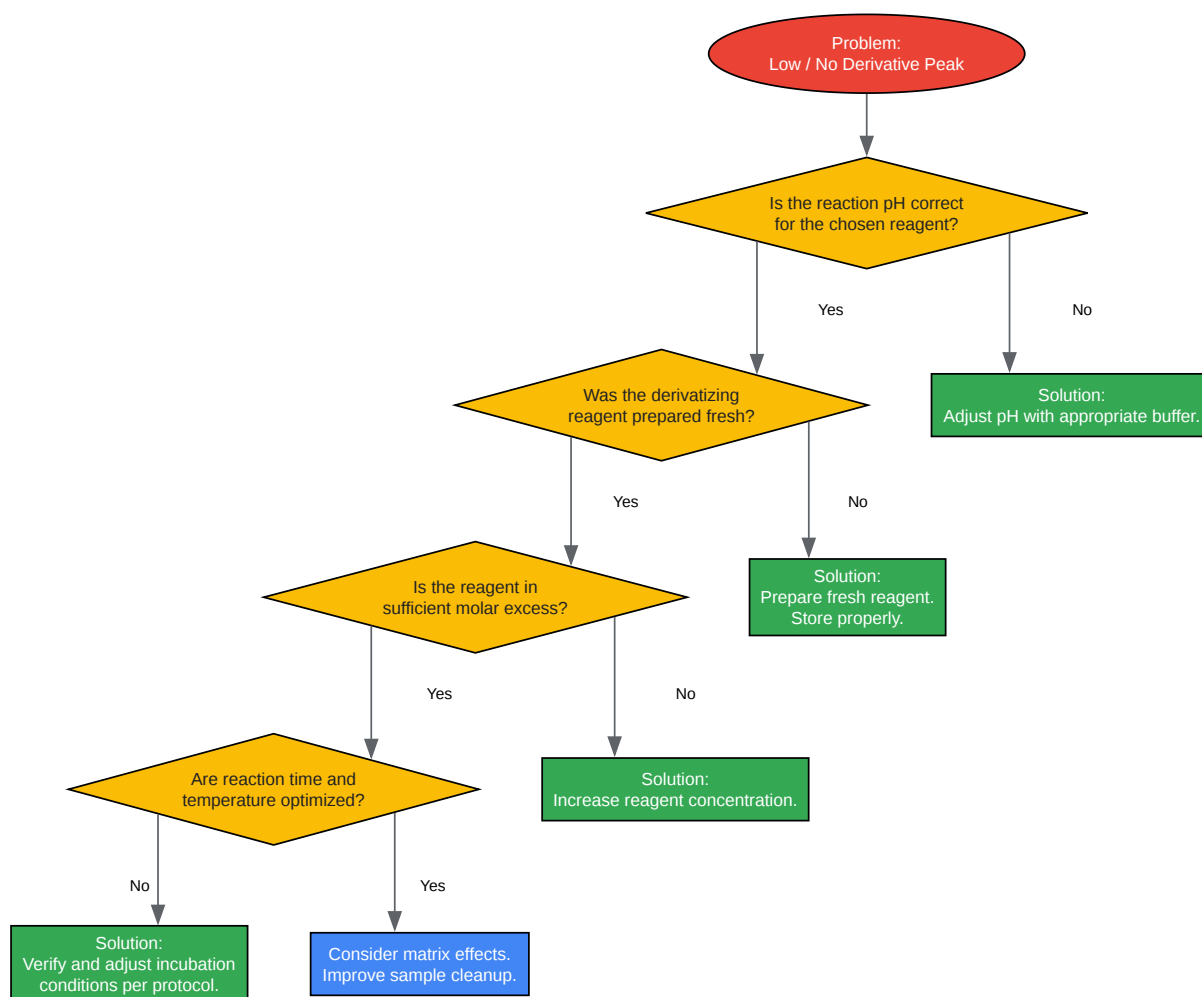 Problem:
Low / No Derivative Peak
Is the reaction pH correct
for the chosen reagent?
Yes
No
Solution:
Adjust pH with appropriate buffer.
Was the derivatizing
reagent prepared fresh?
Yes
No
Solution:
Prepare fresh reagent.
Store properly.
Is the reagent in
sufficient molar excess?
Yes
No
Solution:
Increase reagent concentration.
Are reaction time and
temperature optimized?
No
Yes
Solution:
Verify and adjust incubation
conditions per protocol.
Consider matrix effects.
Improve sample cleanup.